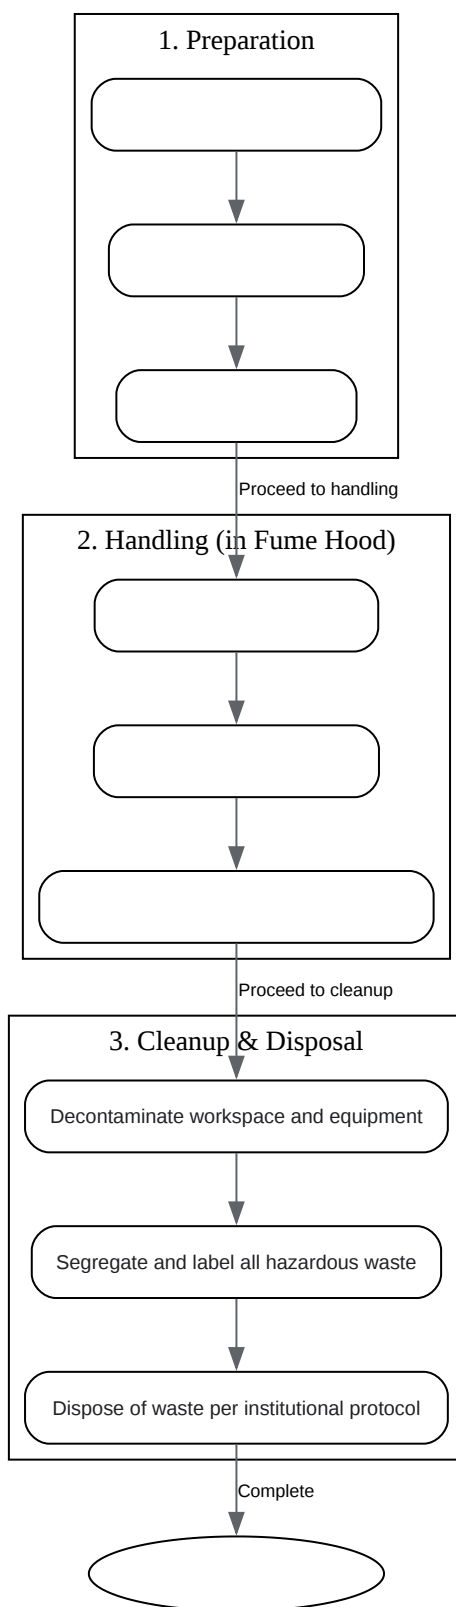 1. Preparation
Proceed to handling
2. Handling (in Fume Hood)
Proceed to cleanup
3. Cleanup & Disposal
Decontaminate workspace and equipment
Segregate and label all hazardous waste
Dispose of waste per institutional protocol
Complete